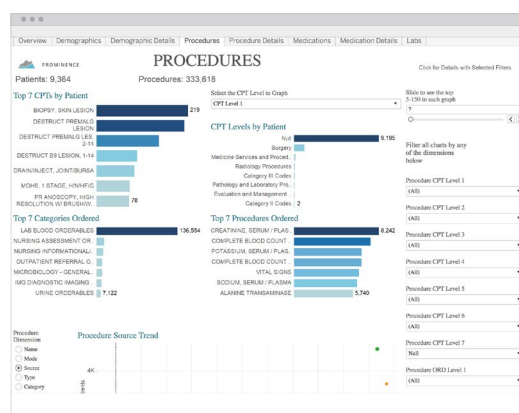 Overview Demographics Demographic Details Procedures Procedure Details Medications Medication Details Labs
PROMINENCE
PROCEDURES
Click for Details with Selected Filters
Patients: 9,364
Procedures: 333,618
Top 7 CPTs by Patient
BIOPSY, SKIN LESION 219
DESTRUCT PREMALG
LESION
DESTRUCT PREMALG LES,
2-14
DESTRUCT B9 LESION, 1-14
DRAIN/INJECT, JOINT/BURSA
MOHS, 1 STAGE, H/N/HF/G
PR ANOSCOPY, HIGH
RESOLUTION W/ BRUSH/W.. 78
Select the CPT Level to Graph
CPT Level 1
CPT Levels by Patient
Null 9,195
Surgery
Medicine Services and Proced..
Radiology Procedures
Category III Codes
Pathology and Laboratory Pro..
Evaluation and Management ..
Category II Codes 2
Slide to see the top
5-150 in each graph
7
Filter all charts by any
of the dimensions
below
Procedure CPT Level 1
(All)
Procedure CPT Level 2
(All)
Procedure CPT Level 3
(All)
Procedure CPT Level 4
(All)
Procedure CPT Level 5
(All)
Procedure CPT Level 6
(All)
Procedure CPT Level 7
Null
Procedure ORD Level 1
(All)
Top 7 Categories Ordered
LAB BLOOD ORDERABLES 136,554
NURSING ASSESSMENT OR..
NURSING INFORMATIONAL/..
OUTPATIENT REFERRAL O..
MICROBIOLOGY - GENERAL..
IMG DIAGNOSTIC IMAGING..
URINE ORDERABLES 7,122
Top 7 Procedures Ordered
CREATININE, SERUM / PLAS.. 8,242
COMPLETE BLOOD COUNT ..
POTASSIUM, SERUM / PLAS..
COMPLETE BLOOD COUNT ..
VITAL SIGNS
SODIUM, SERUM / PLASMA
ALANINE TRANSAMINASE 5,740
Procedure
Dimension
Name
Mode
Source
Type
Category
Procedure Source Trend
4K